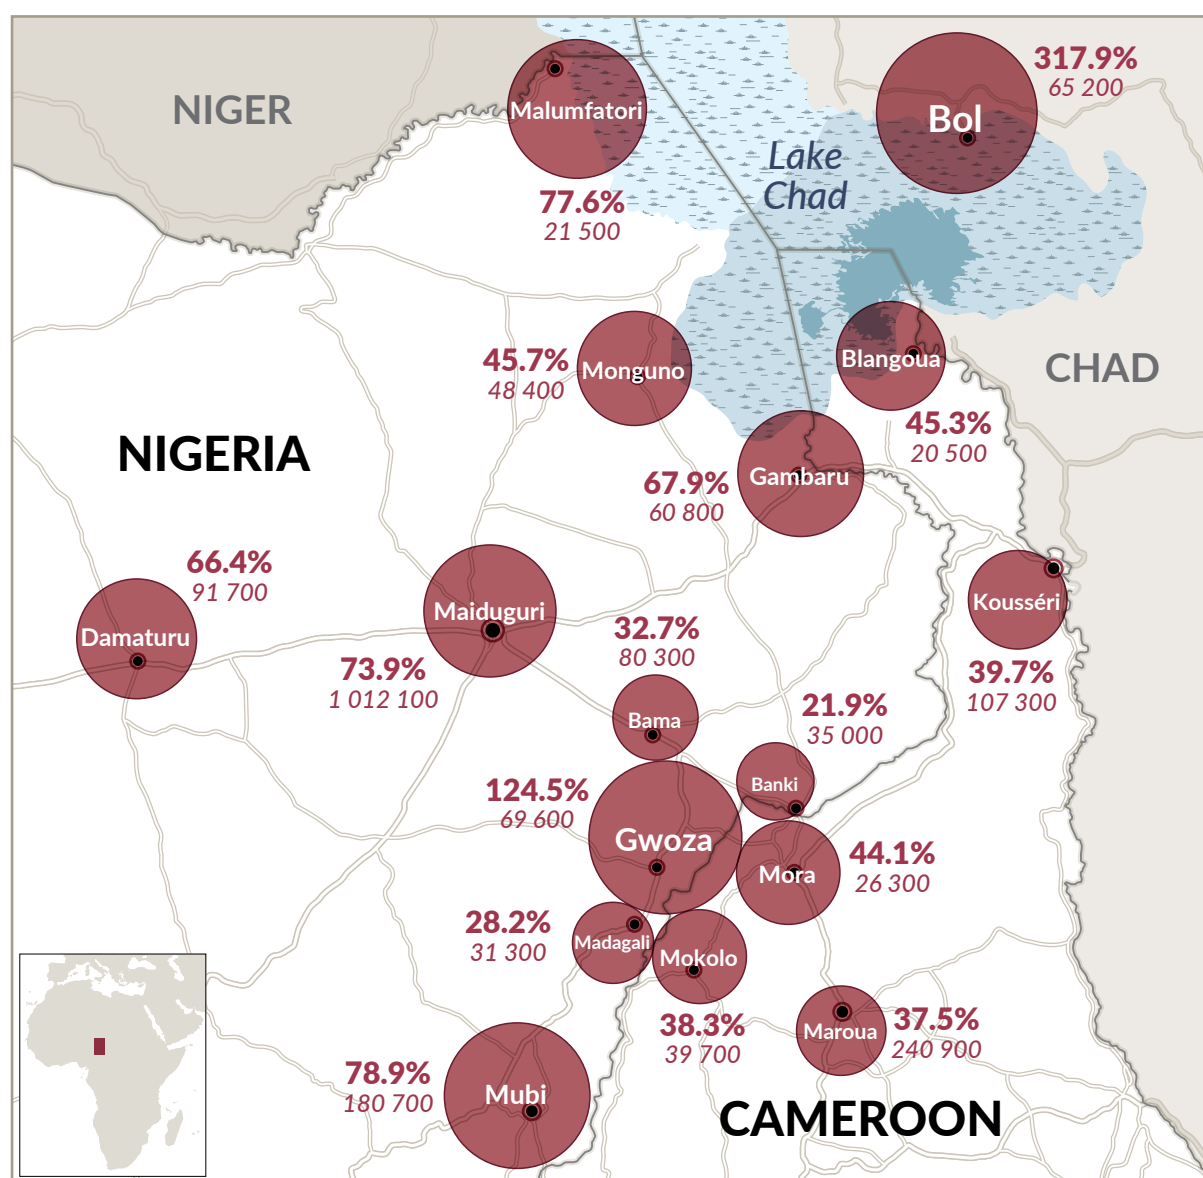 NIGER
Malumfatori
77.6%
21 500
Bol
317.9%
65 200
Lake
Chad
CHAD
Monguno
45.7%
48 400
Blangoua
45.3%
20 500
NIGERIA
Gambaru
67.9%
60 800
66.4%
91 700
Damaturu
Maiduguri
73.9%
1 012 100
32.7%
80 300
Bama
Kousséri
39.7%
107 300
21.9%
35 000
Banki
124.5%
69 600
Gwoza
Mora
44.1%
26 300
28.2%
31 300
Madagali
Mokolo
38.3%
39 700
Maroua
37.5%
240 900
78.9%
180 700
Mubi
CAMEROON